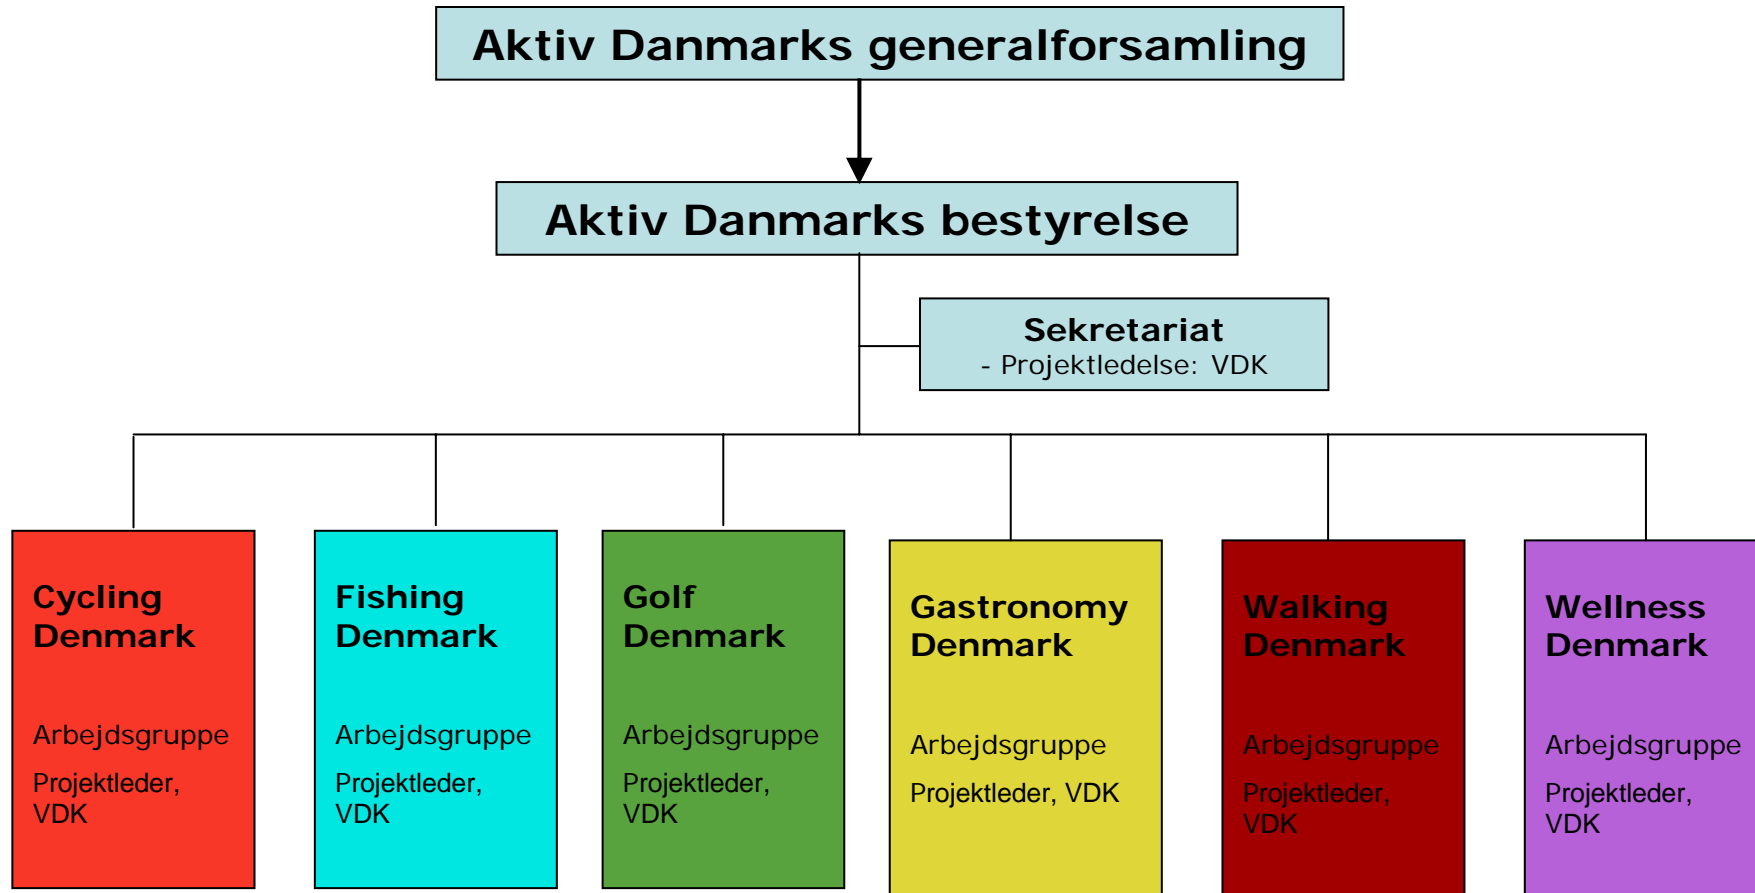 Aktiv Danmarks generalforsamling
Aktiv Danmarks bestyrelse
Sekretariat
- Projektledelse: VDK
Cycling
Denmark
Arbejdsgruppe
Projektleder,
VDK
Fishing
Denmark
Arbejdsgruppe
Projektleder,
VDK
Golf
Denmark
Arbejdsgruppe
Projektleder,
VDK
Gastronomy
Denmark
Arbejdsgruppe
Projektleder, VDK
Walking
Denmark
Arbejdsgruppe
Projektleder,
VDK
Wellness
Denmark
Arbejdsgruppe
Projektleder,
VDK